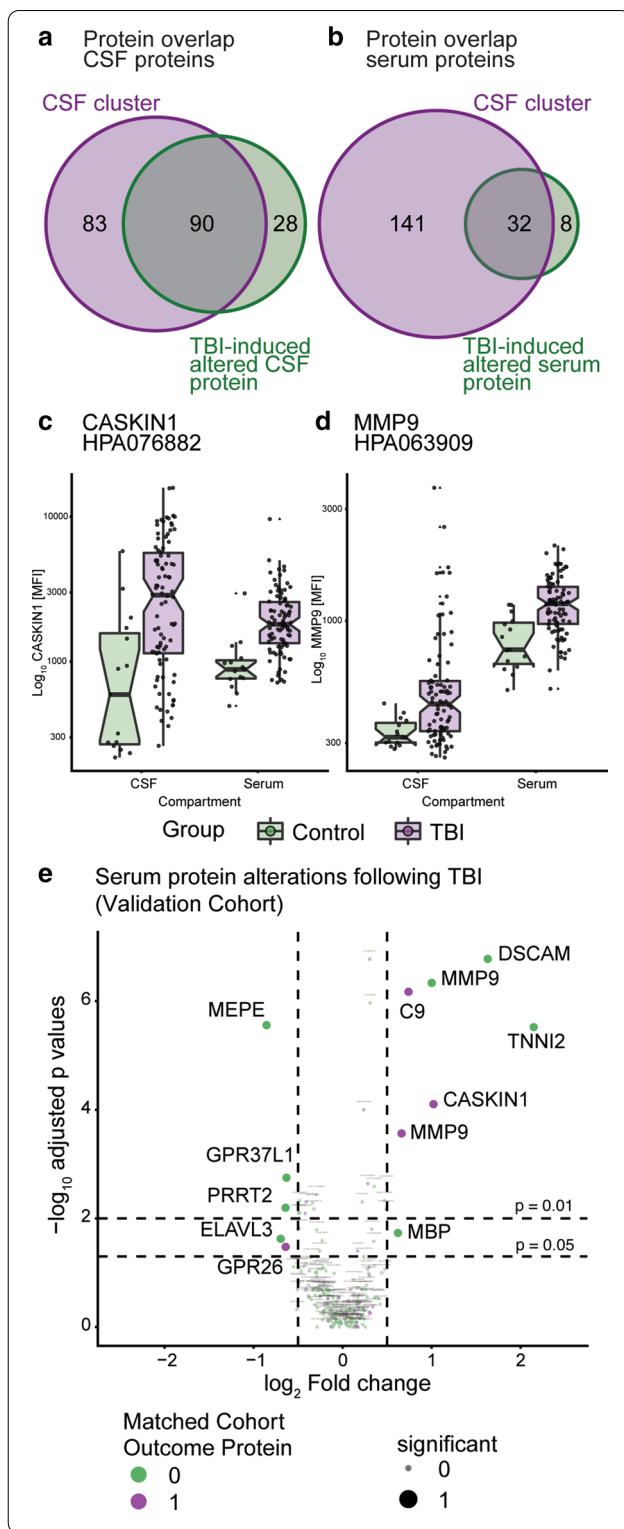 a Protein overlap
CSF proteins
CSF cluster
83 90 28
TBI-induced
altered CSF
protein
b Protein overlap
serum proteins
CSF cluster
141 32 8
TBI-induced
altered serum
protein
c CASKIN1
HPA076882
Log10 CASKIN1 [MFI]
10000
3000
1000
300
CSF Serum
Compartment
d MMP9
HPA063909
Log10 MMP9 [MFI]
3000
1000
300
CSF Serum
Compartment
Group Control TBI
e Serum protein alterations following TBI
(Validation Cohort)
−log10 adjusted p values
6
4
2
0
DSCAM
MMP9
C9
MEPE
TNNI2
CASKIN1
MMP9
GPR37L1
PRRT2
p = 0.01
ELAVL3
MBP
p = 0.05
GPR26
−2 −1 0 1 2
log2 Fold change
Matched Cohort
Outcome Protein
0
1
significant
0
1